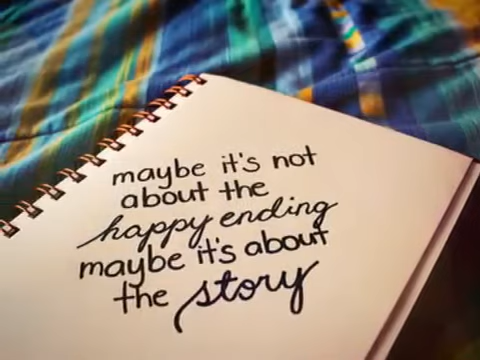 maybe it's not
about the
happy ending
maybe it's about
the story